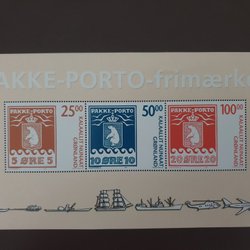 PAKKE-PORTO-frimærke
25.00
KALAALLIT NUNAAT
GRØNLAND
PAKKE-PORTO
5 ØRE 5
50.00
KALAALLIT NUNAAT
GRØNLAND
PAKKE-PORTO
10 ØRE 10
100.00
KALAALLIT NUNAAT
GRØNLAND
PAKKE-PORTO
20 ØRE 20